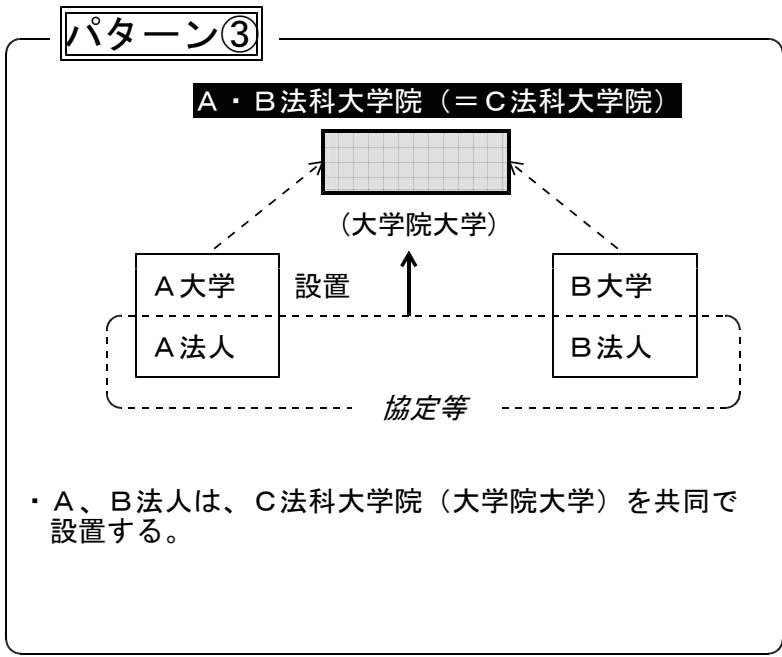 パターン③
Ａ・Ｂ法科大学院（＝Ｃ法科大学院）
（大学院大学）
Ａ大学
設置
Ｂ大学
Ａ法人
Ｂ法人
協定等
・Ａ、Ｂ法人は、Ｃ法科大学院（大学院大学）を共同で
設置する。